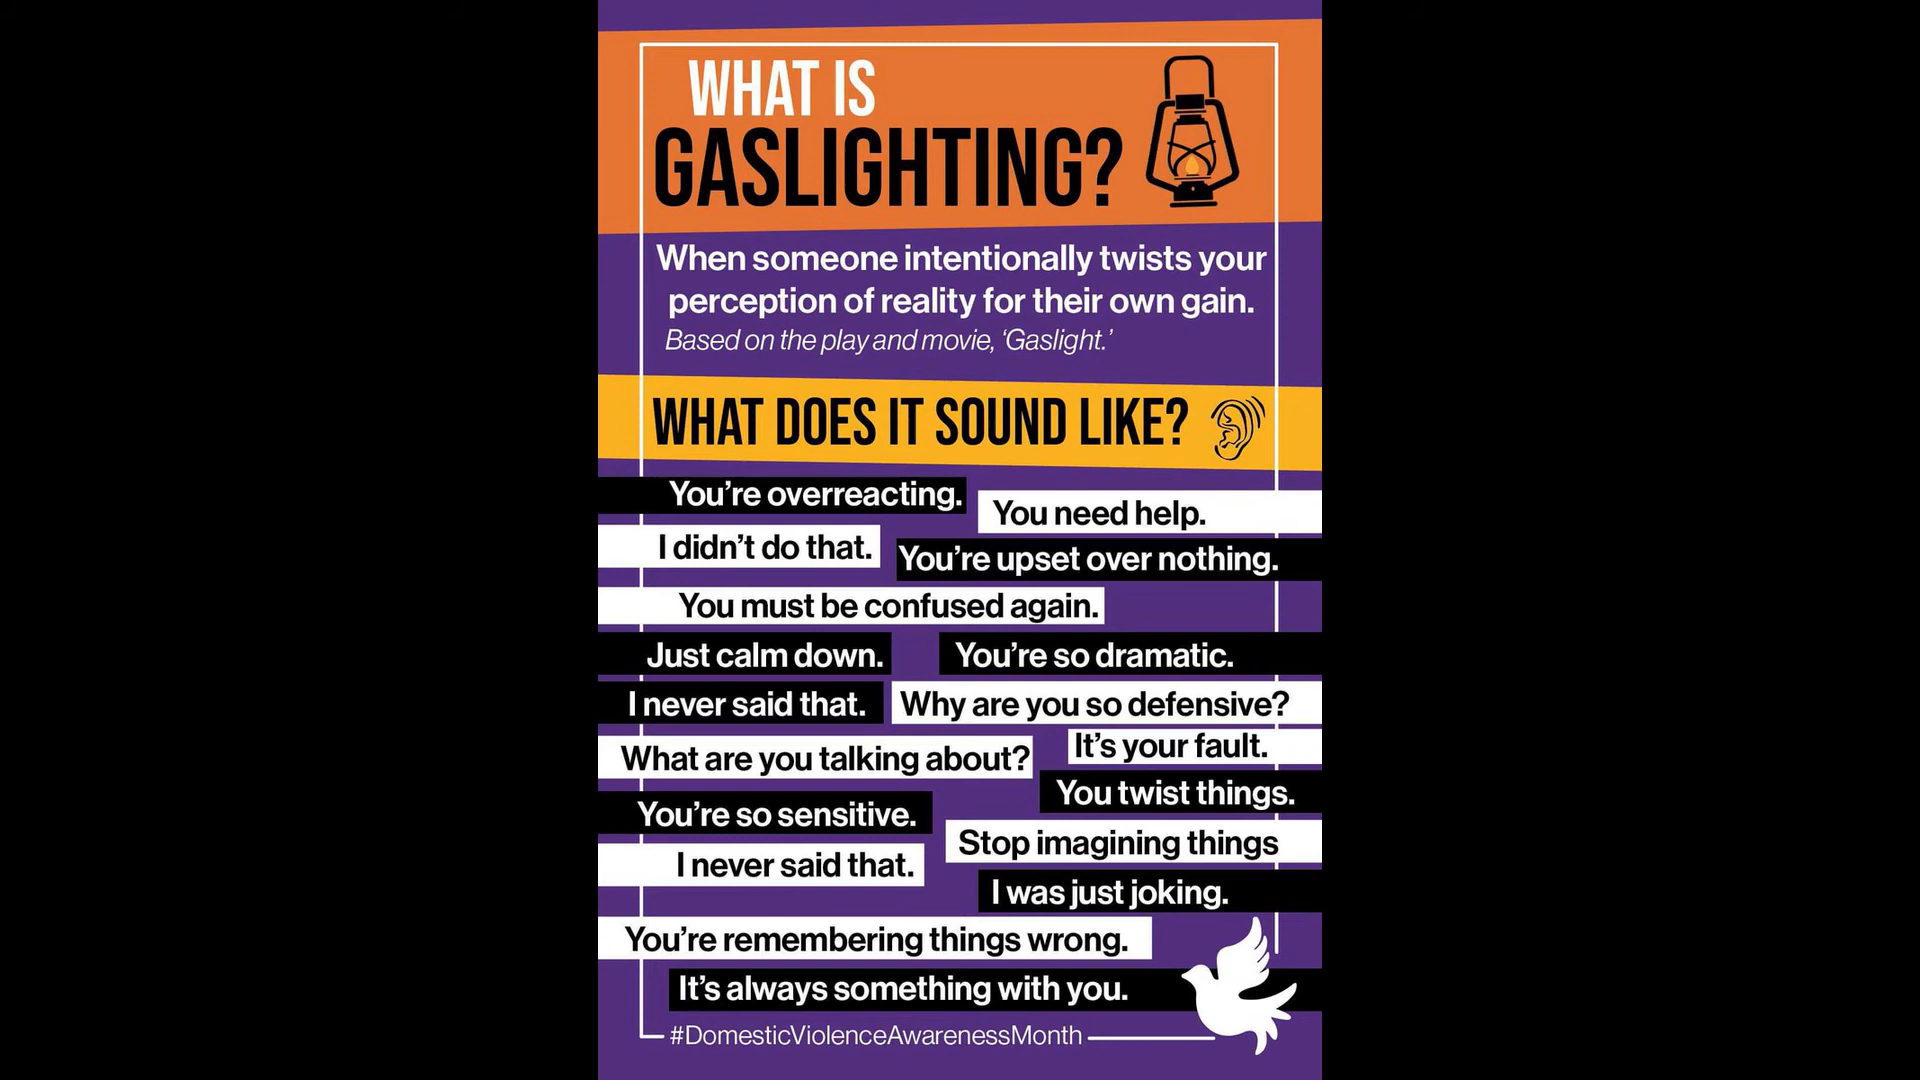 WHAT IS
GASLIGHTING?
When someone intentionally twists your
perception of reality for their own gain.
Based on the play and movie, ‘Gaslight.’
WHAT DOES IT SOUND LIKE?
You’re overreacting.
You need help.
I didn’t do that.
You’re upset over nothing.
You must be confused again.
Just calm down.
You’re so dramatic.
I never said that.
Why are you so defensive?
What are you talking about?
It’s your fault.
You twist things.
You’re so sensitive.
Stop imagining things
I never said that.
I was just joking.
You’re remembering things wrong.
It’s always something with you.
#DomesticViolenceAwarenessMonth